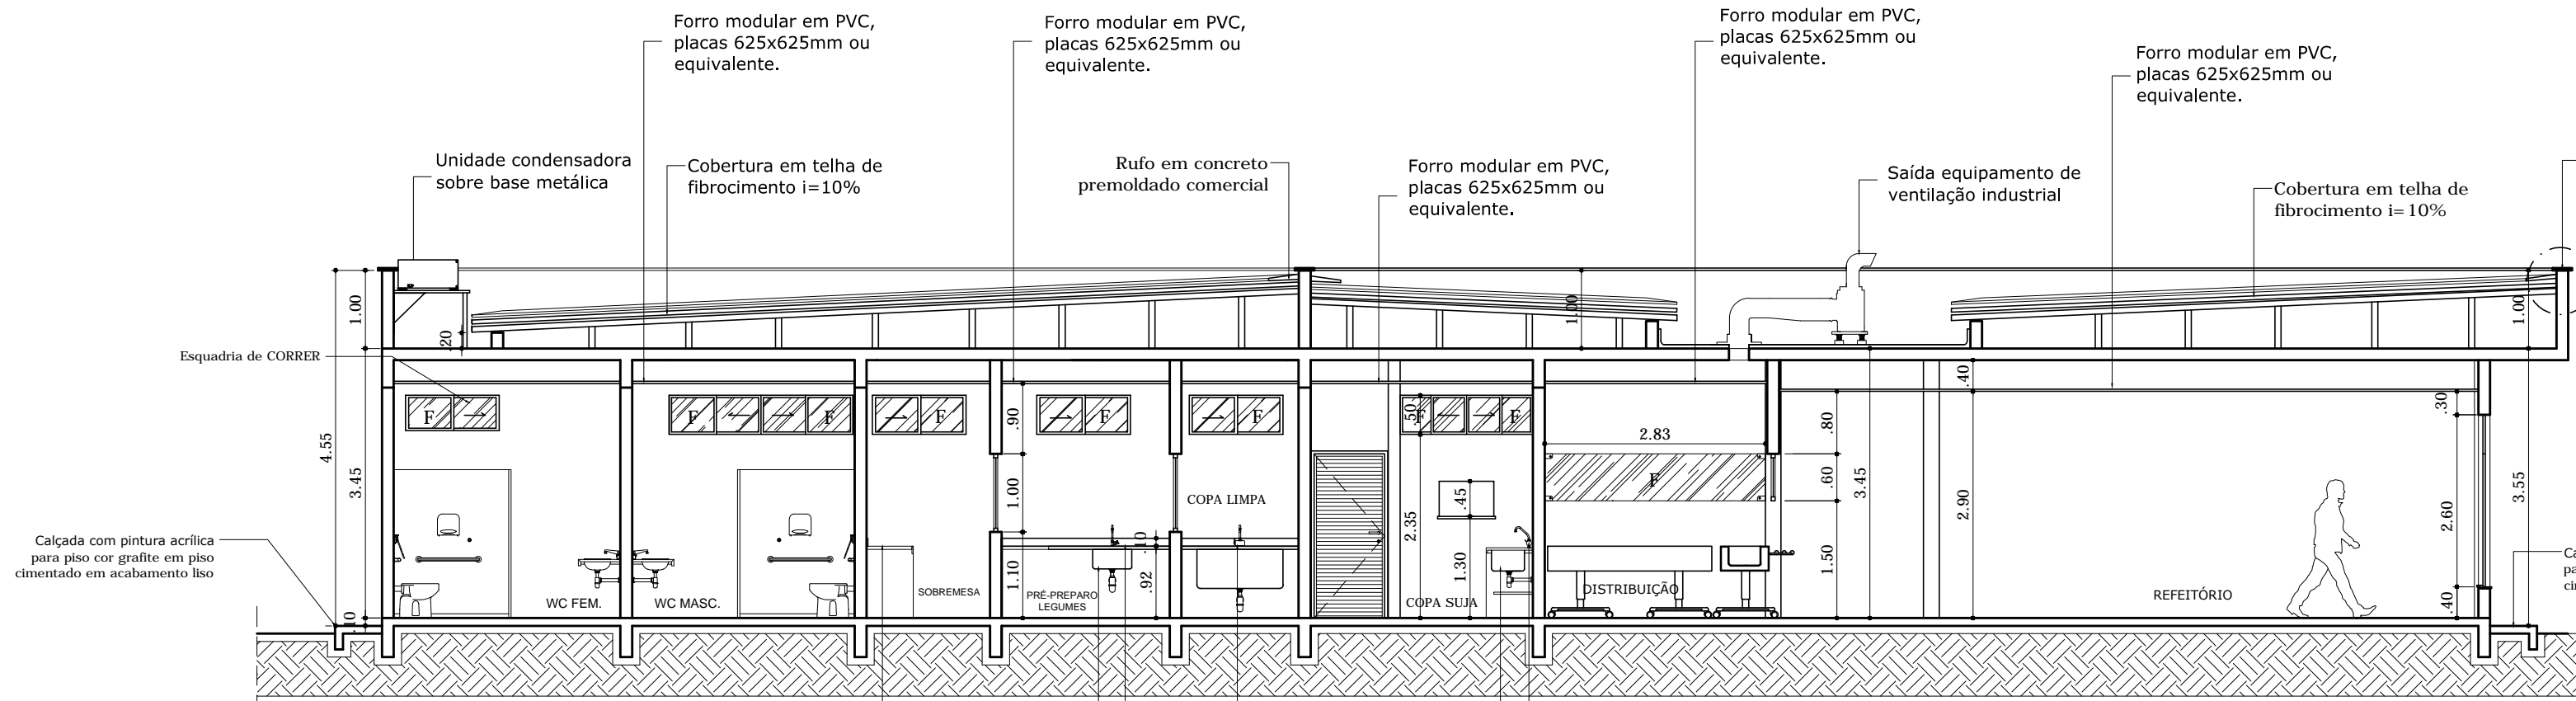 Forro modular em PVC,
placas 625x625mm ou
equivalente.
Forro modular em PVC,
placas 625x625mm ou
equivalente.
Forro modular em PVC,
placas 625x625mm ou
equivalente.
Forro modular em PVC,
placas 625x625mm ou
equivalente.
Unidade condensadora
sobre base metálica
Cobertura em telha de
fibrocimento i=10%
Rufo em concreto
premoldado comercial
Forro modular em PVC,
placas 625x625mm ou
equivalente.
Saída equipamento de
ventilação industrial
Cobertura em telha de
fibrocimento i=10%
1.00
.20
1.00
1.00
Esquadria de CORRER
4.55
3.45
F
F
F
F
F
F
.90
F
.50
F
F
2.83
F
.80
.60
3.45
.40
2.90
.30
2.60
3.55
1.00
COPA LIMPA
.45
2.35
1.30
1.50
.10
1.10
.92
Calçada com pintura acrílica
para piso cor grafite em piso
cimentado em acabamento liso
WC FEM.
WC MASC.
SOBREMESA
PRÉ-PREPARO
LEGUMES
COPA SUJA
DISTRIBUIÇÃO
REFEITÓRIO
.40
.10
Ca
pa
ci